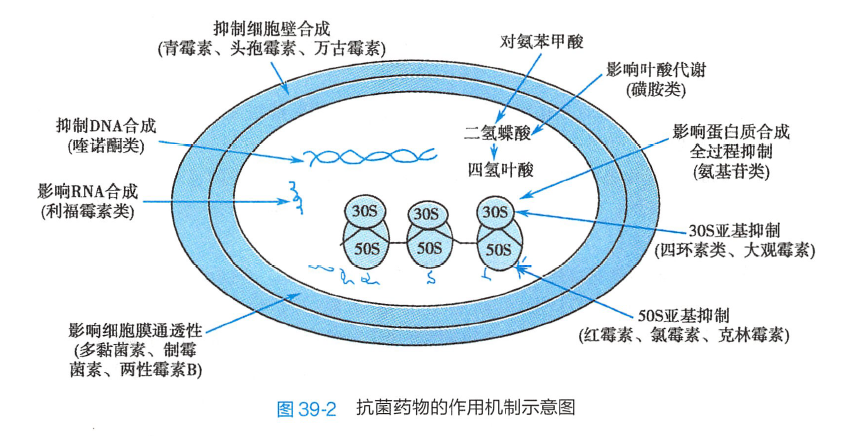 抑制细胞壁合成
(青霉素、头孢霉素、万古霉素)
对氨苯甲酸
影响叶酸代谢
(磺胺类)
抑制DNA合成
(喹诺酮类)
二氢蝶酸
影响蛋白质合成
全过程抑制
(氨基苷类)
四氢叶酸
影响RNA合成
(利福霉素类)
30S
30S
30S
50S
50S
50S
30S亚基抑制
(四环素类、大观霉素)
50S亚基抑制
(红霉素、氯霉素、克林霉素)
影响细胞膜通透性
(多黏菌素、制霉
菌素、两性霉素B)
图 39-2 抗菌药物的作用机制示意图